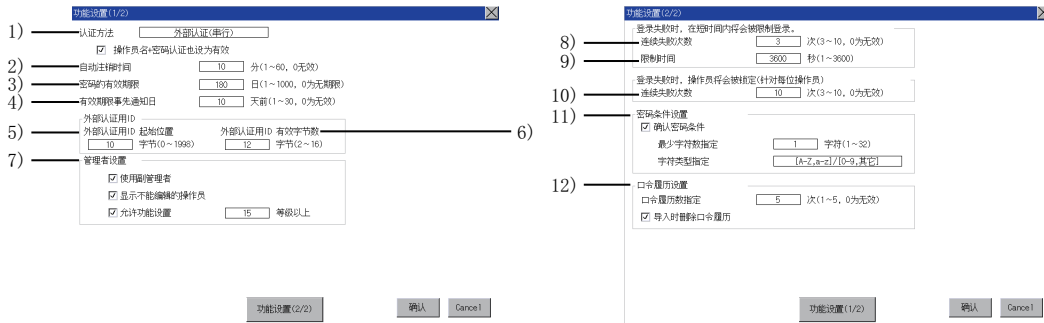 功能设置(1/2)
1) 认证方法 外部认证(串行)
操作员名+密码认证也设为有效
2) 自动注销时间 10 分(1~60, 0无效)
3) 密码的有效期限 180 日(1~1000, 0为无期限)
4) 有效期限事先通知日 10 天前(1~30, 0为无效)
外部认证用ID
5) 外部认证用ID 起始位置 外部认证用ID 有效字节数 6)
10 字节(0~1998) 12 字节(2~16)
7) 管理者设置
使用副管理者
显示不能编辑的操作员
允许功能设置 15 等级以上
功能设置(2/2) 确认 Cancel
功能设置(2/2)
登录失败时, 在短时间内将会被限制登录。
8) 连续失败次数 3 次(3~10, 0为无效)
9) 限制时间 3600 秒(1~3600)
登录失败时, 操作员将会被锁定(针对每位操作员)
10) 连续失败次数 10 次(3~10, 0为无效)
11) 密码条件设置
确认密码条件
最少字符数指定 1 字符(1~32)
字符类型指定 [A-Z,a-z]/[0-9,其它]
12) 口令履历设置
口令履历数指定 5 次(1~5, 0为无效)
导入时删除口令履历
功能设置(1/2) 确认 Cancel